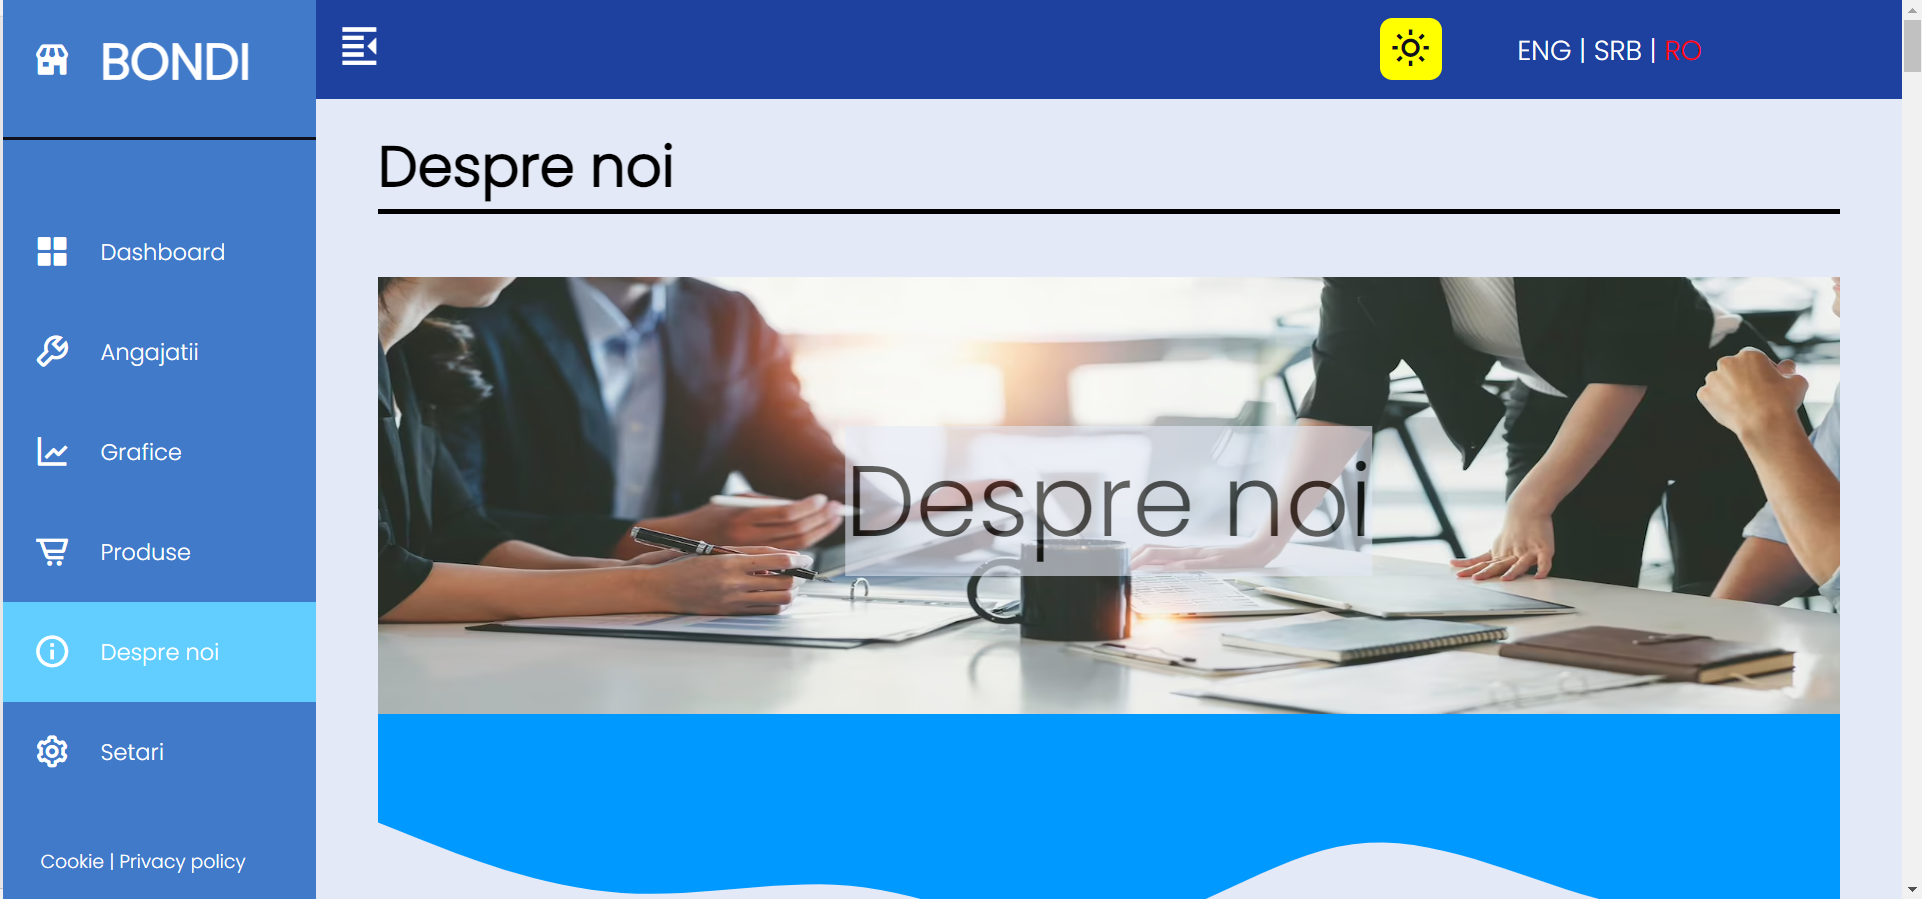 BONDI
ENG | SRB | RO
Despre noi
Dashboard
Angajatii
Grafice
Produse
Despre noi
Setari
Cookie | Privacy policy
Despre noi